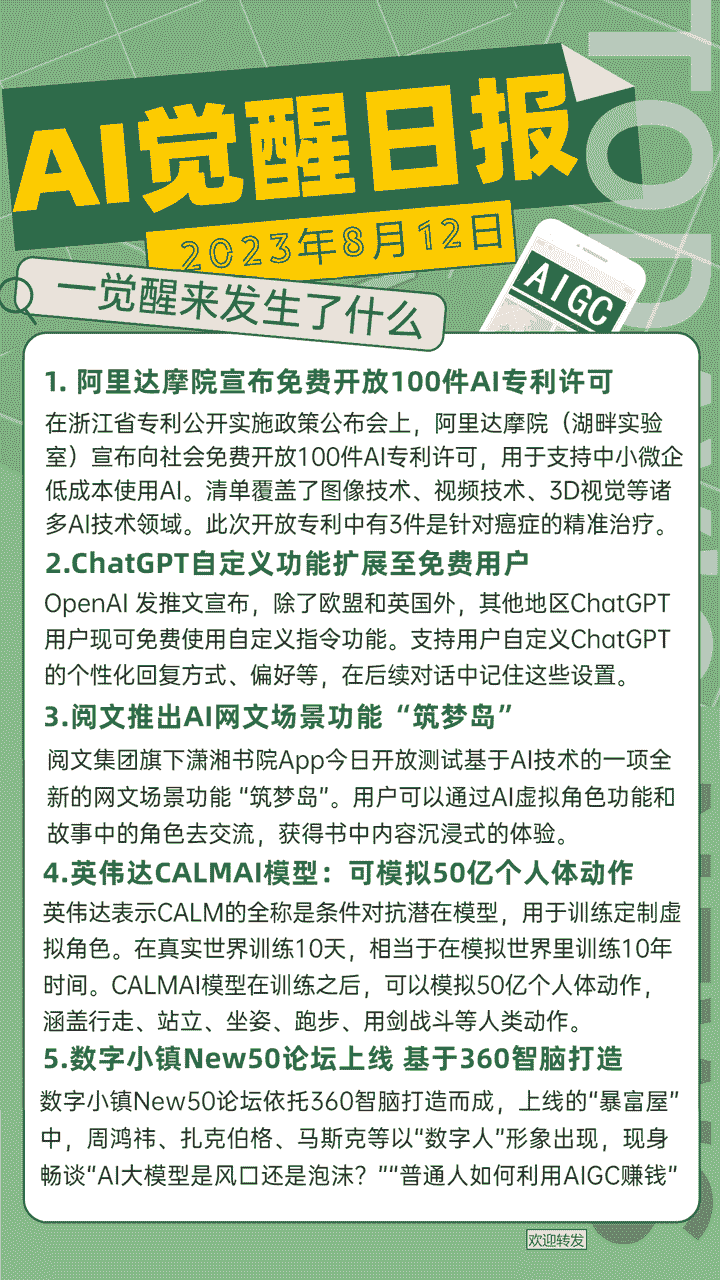 AI觉醒日报
2023年8月12日
一觉醒来发生了什么
AIGC
1. 阿里达摩院宣布免费开放100件AI专利许可
在浙江省专利公开实施政策公布会上，阿里达摩院（湖畔实验
室）宣布向社会免费开放100件AI专利许可，用于支持中小微企
低成本使用AI。清单覆盖了图像技术、视频技术、3D视觉等诸
多AI技术领域。此次开放专利中有3件是针对癌症的精准治疗。
2.ChatGPT自定义功能扩展至免费用户
OpenAI 发推文宣布，除了欧盟和英国外，其他地区ChatGPT
用户现可免费使用自定义指令功能。支持用户自定义ChatGPT
的个性化回复方式、偏好等，在后续对话中记住这些设置。
3.阅文推出AI网文场景功能“筑梦岛”
阅文集团旗下潇湘书院App今日开放测试基于AI技术的一项全
新的网文场景功能“筑梦岛”。用户可以通过AI虚拟角色功能和
故事中的角色去交流，获得书中内容沉浸式的体验。
4.英伟达CALMAI模型：可模拟50亿个人体动作
英伟达表示CALM的全称是条件对抗潜在模型，用于训练定制虚
拟角色。在真实世界训练10天，相当于在模拟世界里训练10年
时间。CALMAI模型在训练之后，可以模拟50亿个人体动作，
涵盖行走、站立、坐姿、跑步、用剑战斗等人类动作。
5.数字小镇New50论坛上线 基于360智脑打造
数字小镇New50论坛依托360智脑打造而成，上线的“暴富屋”
中，周鸿祎、扎克伯格、马斯克等以“数字人”形象出现，现身
畅谈“AI大模型是风口还是泡沫？”“普通人如何利用AIGC赚钱”
欢迎转发